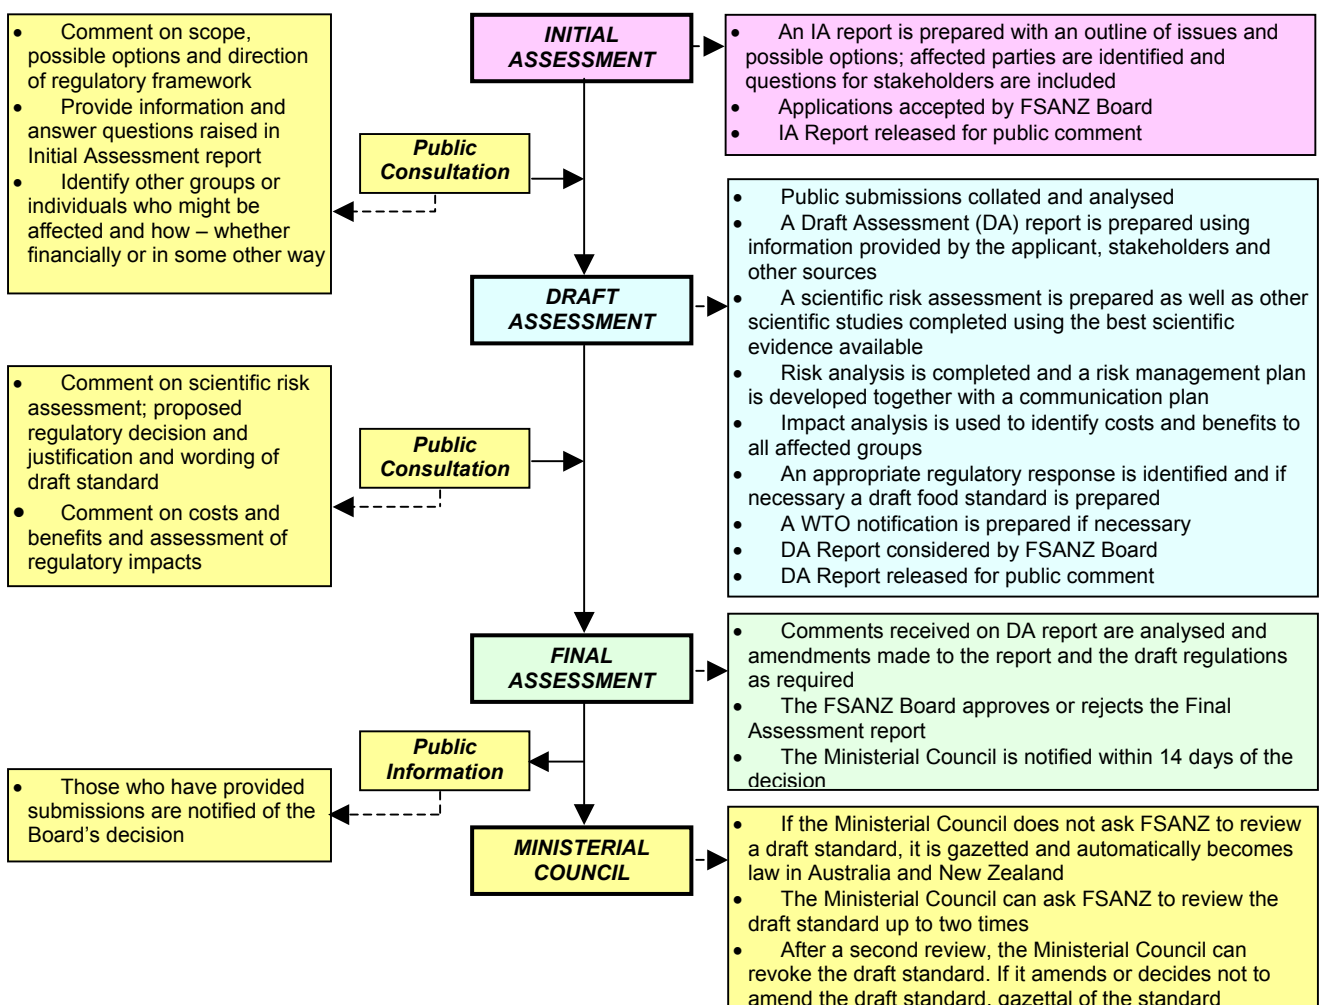 • Comment on scope,
possible options and direction
of regulatory framework
• Provide information and
answer questions raised in
Initial Assessment report
• Identify other groups or
individuals who might be
affected and how – whether
financially or in some other way
INITIAL
ASSESSMENT
• An IA report is prepared with an outline of issues and
possible options; affected parties are identified and
questions for stakeholders are included
• Applications accepted by FSANZ Board
• IA Report released for public comment
Public
Consultation
DRAFT
ASSESSMENT
• Public submissions collated and analysed
• A Draft Assessment (DA) report is prepared using
information provided by the applicant, stakeholders and
other sources
• A scientific risk assessment is prepared as well as other
scientific studies completed using the best scientific
evidence available
• Risk analysis is completed and a risk management plan
is developed together with a communication plan
• Impact analysis is used to identify costs and benefits to
all affected groups
• An appropriate regulatory response is identified and if
necessary a draft food standard is prepared
• A WTO notification is prepared if necessary
• DA Report considered by FSANZ Board
• DA Report released for public comment
• Comment on scientific risk
assessment; proposed
regulatory decision and
justification and wording of
draft standard
• Comment on costs and
benefits and assessment of
regulatory impacts
Public
Consultation
FINAL
ASSESSMENT
• Comments received on DA report are analysed and
amendments made to the report and the draft regulations
as required
• The FSANZ Board approves or rejects the Final
Assessment report
• The Ministerial Council is notified within 14 days of the
decision
Public
Information
• Those who have provided
submissions are notified of the
Board's decision
MINISTERIAL
COUNCIL
• If the Ministerial Council does not ask FSANZ to review
a draft standard, it is gazetted and automatically becomes
law in Australia and New Zealand
• The Ministerial Council can ask FSANZ to review the
draft standard up to two times
• After a second review, the Ministerial Council can
revoke the draft standard. If it amends or decides not to
amend the draft standard, gazettal of the standard